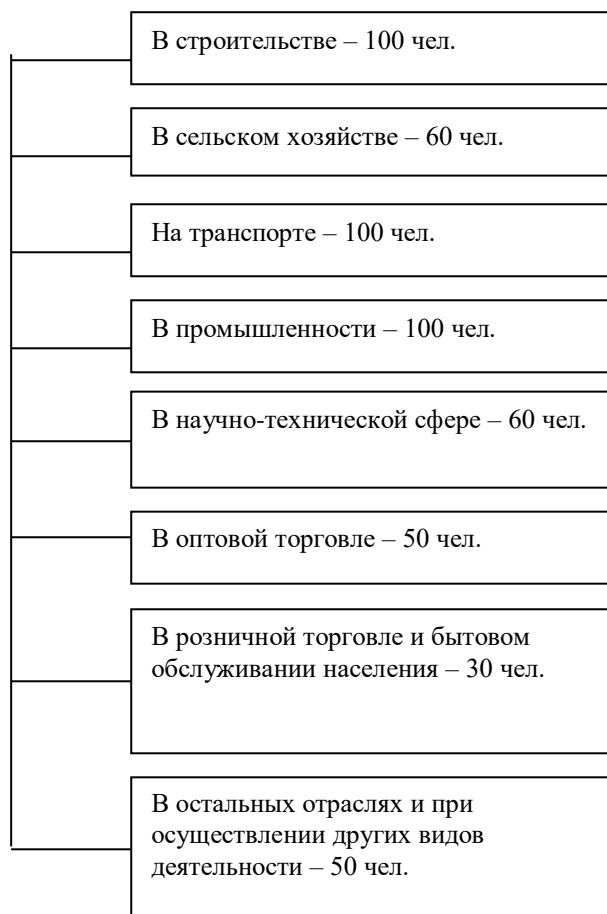 В строительстве – 100 чел.
В сельском хозяйстве – 60 чел.
На транспорте – 100 чел.
В промышленности – 100 чел.
В научно-технической сфере – 60 чел.
В оптовой торговле – 50 чел.
В розничной торговле и бытовом
обслуживании населения – 30 чел.
В остальных отраслях и при
осуществлении других видов
деятельности – 50 чел.